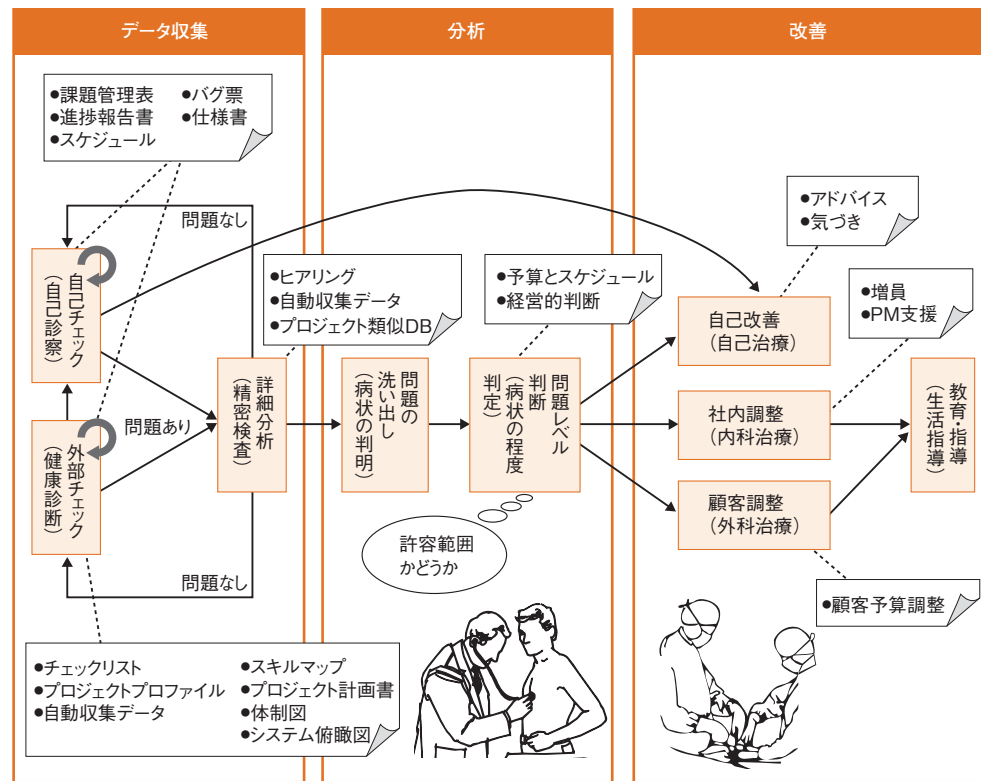 データ収集
分析
改善
●課題管理表
●進捗報告書
●スケジュール
●バグ票
●仕様書
問題なし
自己チェック
（自己診察）
外部チェック
（健康診断）
問題あり
問題なし
詳細分析
（精密検査）
●ヒアリング
●自動収集データ
●プロジェクト類似DB
●チェックリスト
●プロジェクトプロファイル
●自動収集データ
●スキルマップ
●プロジェクト計画書
●体制図
●システム俯瞰図
問題の
洗い出し
（病状の判明）
●予算とスケジュール
●経営的判断
問題レベル
判断
（病状の程度
判定）
許容範囲
かどうか
●アドバイス
●気づき
自己改善
（自己治療）
●増員
●PM支援
社内調整
（内科治療）
顧客調整
（外科治療）
●顧客予算調整
教育・指導
（生活指導）